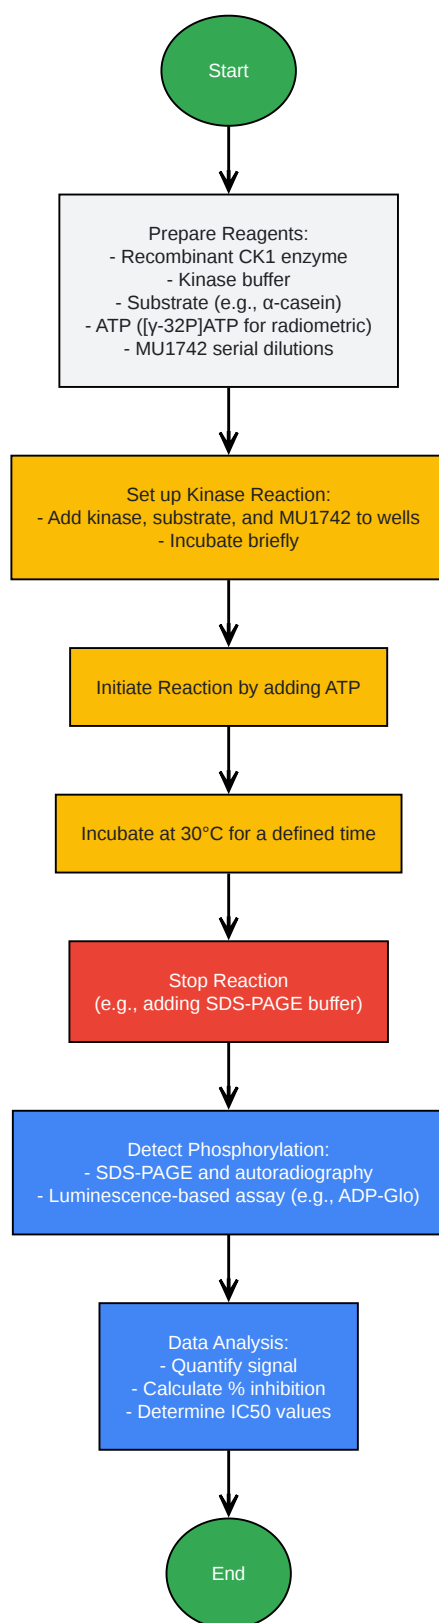 Start
Prepare Reagents:
- Recombinant CK1 enzyme
- Kinase buffer
- Substrate (e.g., α-casein)
- ATP ([γ-32P]ATP for radiometric)
- MU1742 serial dilutions
Set up Kinase Reaction:
- Add kinase, substrate, and MU1742 to wells
- Incubate briefly
Initiate Reaction by adding ATP
Incubate at 30°C for a defined time
Stop Reaction
(e.g., adding SDS-PAGE buffer)
Detect Phosphorylation:
- SDS-PAGE and autoradiography
- Luminescence-based assay (e.g., ADP-Glo)
Data Analysis:
- Quantify signal
- Calculate % inhibition
- Determine IC50 values
End